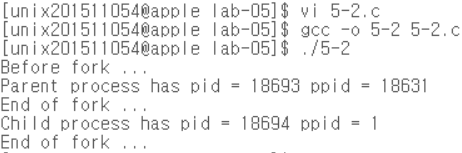 [unix201511054@apple lab-05]$ vi 5-2.c
[unix201511054@apple lab-05]$ gcc -o 5-2 5-2.c
[unix201511054@apple lab-05]$ ./5-2
Before fork ...
Parent process has pid = 18693 ppid = 18631
End of fork ...
Child process has pid = 18694 ppid = 1
End of fork ...